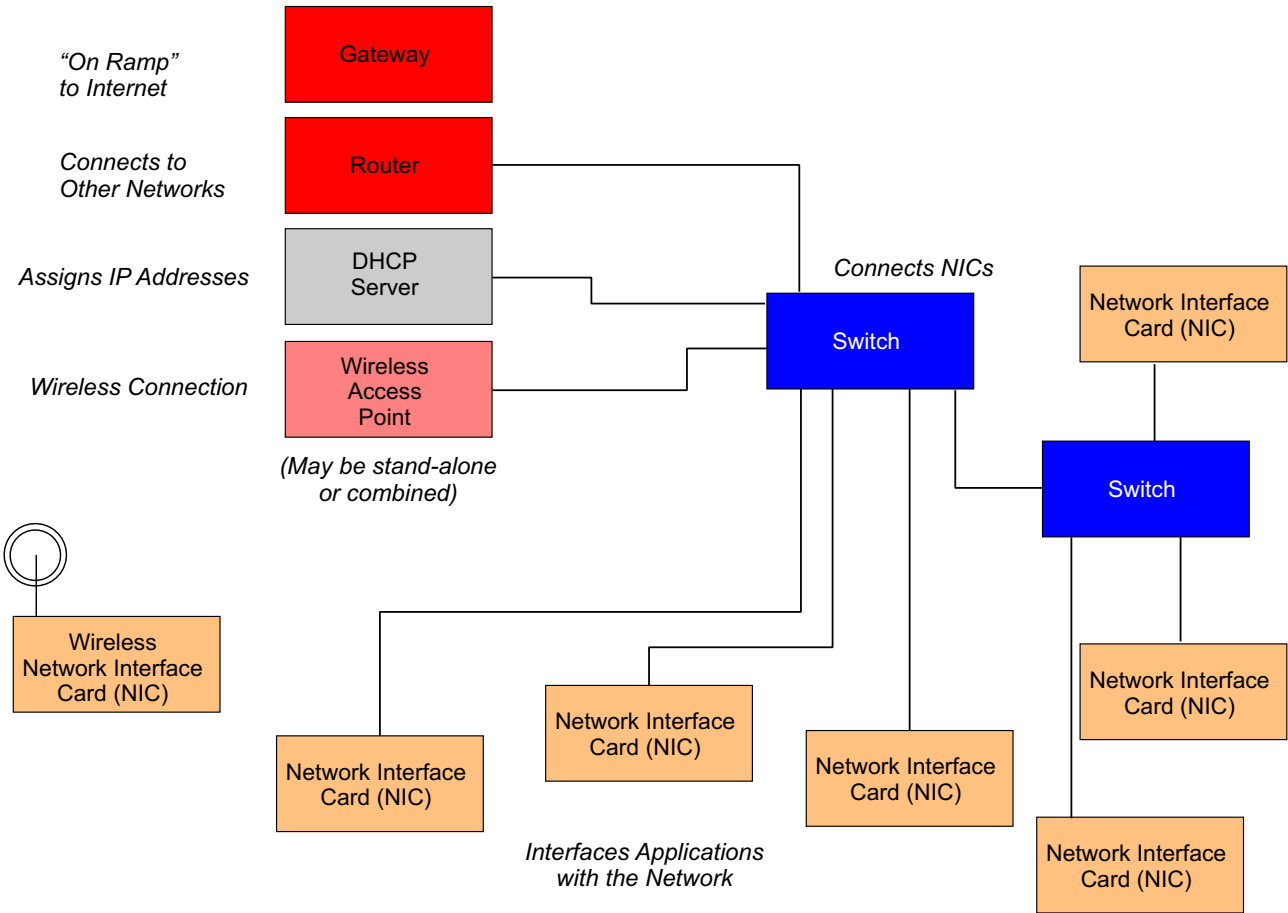 “On Ramp”
to Internet
Gateway
Connects to
Other Networks
Router
Assigns IP Addresses
DHCP
Server
Connects NICs
Network Interface
Card (NIC)
Switch
Wireless Connection
Wireless
Access
Point
(May be stand-alone
or combined)
Switch
Wireless
Network Interface
Card (NIC)
Network Interface
Card (NIC)
Network Interface
Card (NIC)
Network Interface
Card (NIC)
Network Interface
Card (NIC)
Network Interface
Card (NIC)
Interfaces Applications
with the Network